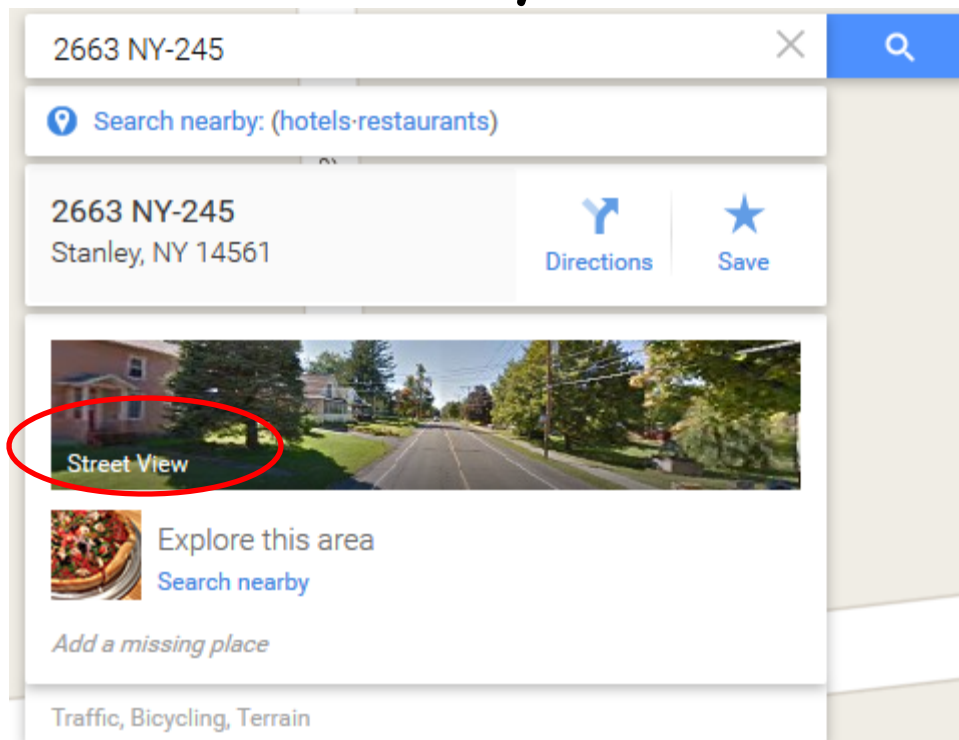 2663 NY-245
Search nearby: (hotels·restaurants)
2663 NY-245
Stanley, NY 14561
Directions
Save
Street View
Explore this area
Search nearby
Add a missing place
Traffic, Bicycling, Terrain